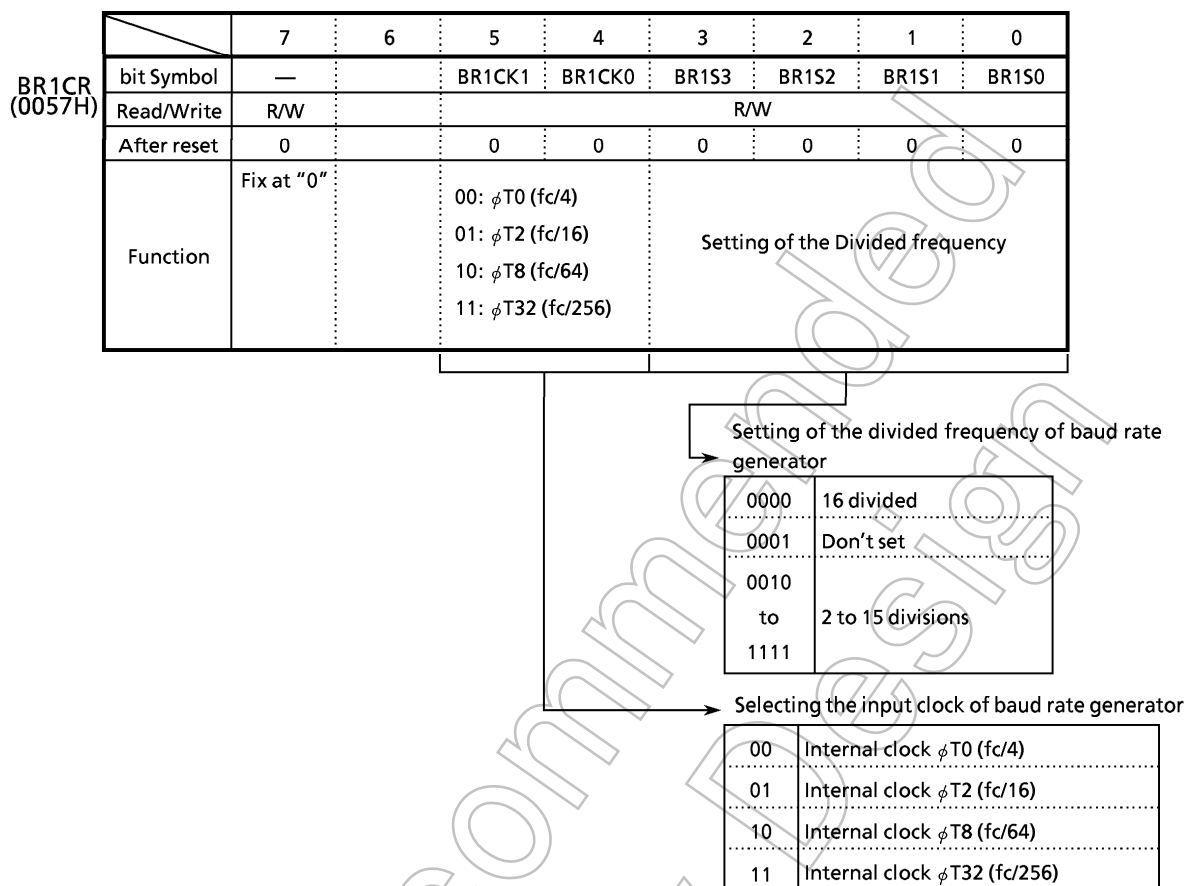 7 6 5 4 3 2 1 0
BR1CR
(0057H)
bit Symbol — BR1CK1 BR1CK0 BR1S3 BR1S2 BR1S1 BR1S0
Read/Write R/W R/W
After reset 0 0 0 0 0 0 0
Function
Fix at "0"
00: ϕT0 (fc/4)
01: ϕT2 (fc/16)
10: ϕT8 (fc/64)
11: ϕT32 (fc/256)
Setting of the Divided frequency
Setting of the divided frequency of baud rate
generator
0000 16 divided
0001 Don't set
0010
to 2 to 15 divisions
1111
Selecting the input clock of baud rate generator
00 Internal clock ϕT0 (fc/4)
01 Internal clock ϕT2 (fc/16)
10 Internal clock ϕT8 (fc/64)
11 Internal clock ϕT32 (fc/256)
Design